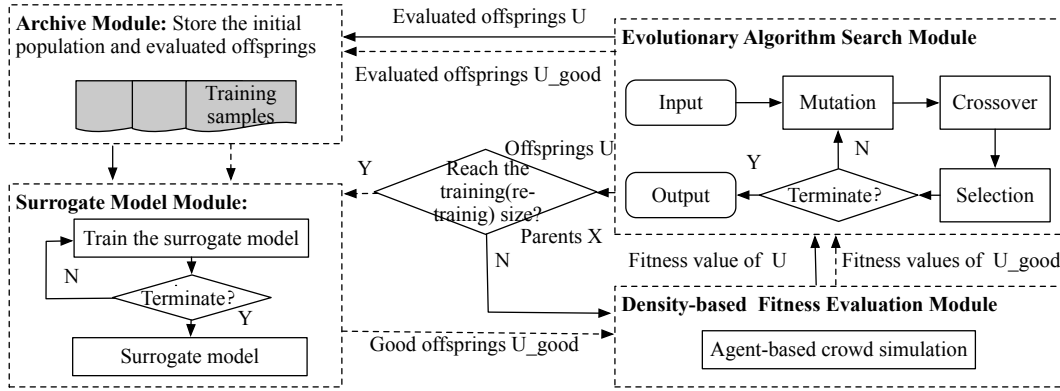 Archive Module: Store the initial
population and evaluated offsprings
Training
samples
Evaluated offsprings U
Evaluated offsprings U_good
Evolutionary Algorithm Search Module
Input
Mutation
Crossover
Y
N
Output
Terminate?
Selection
Offsprings U
Y
Reach the
training(re-
trainig) size?
Parents X
N
Surrogate Model Module:
Train the surrogate model
N
Terminate?
Y
Surrogate model
Good offsprings U_good
Fitness value of U
Fitness values of U_good
Density-based Fitness Evaluation Module
Agent-based crowd simulation